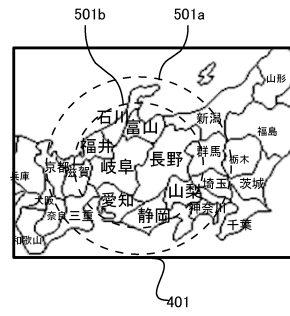 501b
501a
山形
石川
富山
新潟
福島
福井
群馬
栃木
京都
滋賀
岐阜
長野
兵庫
埼玉
茨城
大阪
愛知
山梨
奈良
三重
静岡
神奈川
千葉
和歌山
401